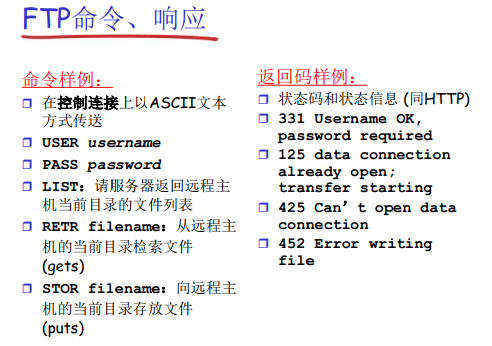 FTP命令、响应
命令样例：
在控制连接上以ASCII文本
方式传送
USER username
PASS password
LIST：请服务器返回远程主
机当前目录的文件列表
RETR filename：从远程主
机的当前目录检索文件
(gets)
STOR filename：向远程主
机的当前目录存放文件
(puts)
返回码样例：
状态码和状态信息 (同HTTP)
331 Username OK,
password required
125 data connection
already open;
transfer starting
425 Can’t open data
connection
452 Error writing
file